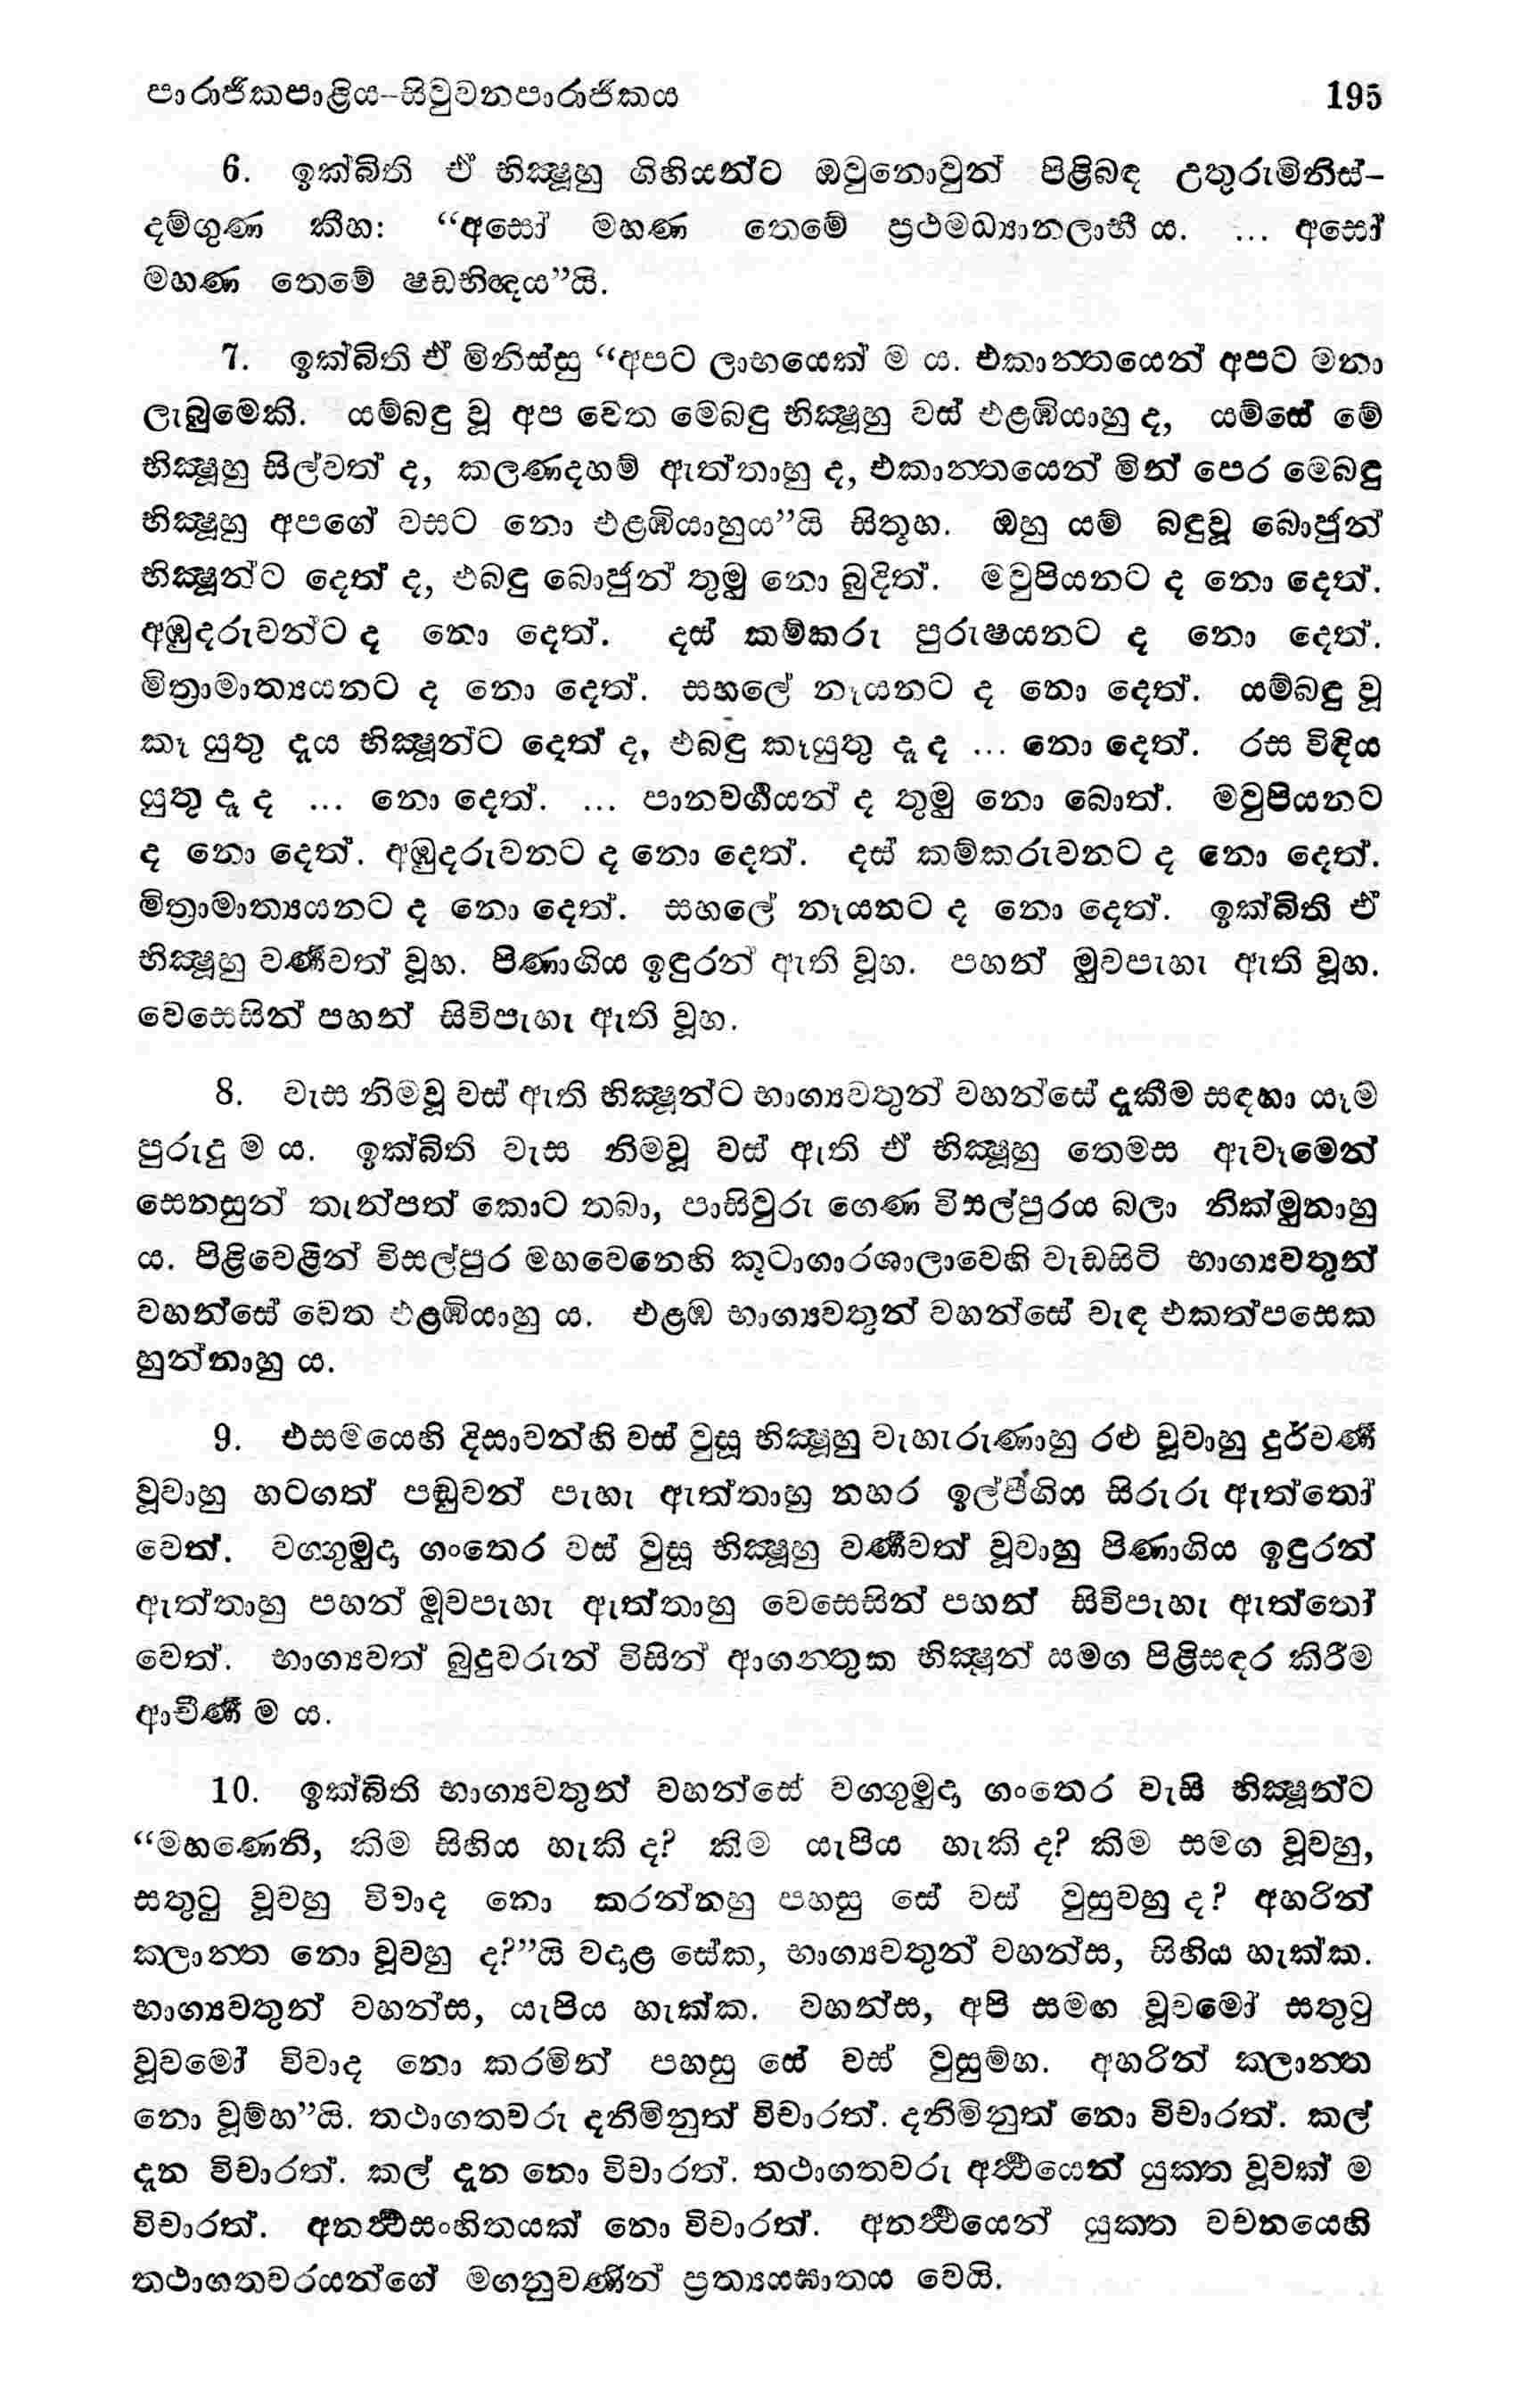 පාරාජිකපාළිය-සිවුවනපාරාජිකය 195
6. ඉක්බිති ඒ භික්‍ෂූහු ගිහියන්ට ඔවුනොවුන් පිළිබඳ උතුරුමිනිස්-
දම්ගුණ කීහ: “අසෝ මහණ තෙමේ ප්‍රථමධ්‍යානලාභී ය. ... අසෝ
මහණ තෙමේ ෂඩභිඥය”යි.
7. ඉක්බිති ඒ මිනිස්සු “අපට ලාභයෙක් ම ය. එකාන්‍තයෙන් අපට මනා
ලැබුමෙකි. යම්බඳු වූ අප වෙත මෙබඳු භික්‍ෂූහු වස් එළඹියාහු ද, යම්සේ මේ
භික්‍ෂූහු සිල්වත් ද, කලණදහම් ඇත්තාහු ද, එකාන්‍තයෙන් මින් පෙර මෙබඳු
භික්‍ෂූහු අපගේ වසට නො එළඹියාහුය”යි සිතූහ. ඔහු යම් බඳුවූ බොජුන්
භික්‍ෂූන්ට දෙත් ද, එබඳු බොජුන් තුමු නො බුදිත්. මවුපියනට ද නො දෙත්.
අඹුදරුවන්ට ද නො දෙත්. දස් කම්කරු පුරුෂයනට ද නො දෙත්.
මිත්‍රාමාත්‍යයනට ද නො දෙත්. සහලේ නෑයනට ද නො දෙත්. යම්බඳු වූ
කෑ යුතු දැය භික්‍ෂූන්ට දෙත් ද, එබඳු කෑයුතු දෑ ද ... නො දෙත්. රස විඳිය
යුතු දෑ ද ... නො දෙත්. ... පානවර්‍ගයන් ද තුමු නො බොත්. මවුපියනට
ද නො දෙත්. අඹුදරුවනට ද නො දෙත්. දස් කම්කරුවනට ද නො දෙත්.
මිත්‍රාමාත්‍යයනට ද නො දෙත්. සහලේ නෑයනට ද නො දෙත්. ඉක්බිති ඒ
භික්‍ෂූහු වර්‍ණවත් වූහ. පිණාගිය ඉඳුරන් ඇති වූහ. පහන් මුවපැහැ ඇති වූහ.
වෙසෙසින් පහන් සිවිපැහැ ඇති වූහ.
8. වැස නිමවූ වස් ඇති භික්‍ෂූන්ට භාග්‍යවතුන් වහන්සේ දැකීම සඳහා යෑම්
පුරුදු ම ය. ඉක්බිති වැස නිමවූ වස් ඇති ඒ භික්‍ෂූහු තෙමස ඇවෑමෙන්
සෙනසුන් තැන්පත් කොට තබා, පාසිවුරු ගෙණ විසල්පුරය බලා නික්මුනාහු
ය. පිළිවෙළින් විසල්පුර මහවෙනෙහි කූටාගාරශාලාවෙහි වැඩසිටි භාග්‍යවතුන්
වහන්සේ වෙත එළඹියාහු ය. එළඹ භාග්‍යවතුන් වහන්සේ වැඳ එකත්පසෙක
හුන්නාහු ය.
9. එසමයෙහි දිසාවන්හි වස් වුසූ භික්‍ෂූහු වැහැරුණාහු රළු වූවාහු දුර්වර්‍ණ
වූවාහු හටගත් පඬුවන් පැහැ ඇත්තාහු නහර ඉල්පීගිය සිරුරු ඇත්තෝ
වෙත්. වග්ගුමුදා ගංතෙර වස් වුසූ භික්‍ෂූහු වර්‍ණවත් වූවාහු පිණාගිය ඉඳුරන්
ඇත්තාහු පහන් මුවපැහැ ඇත්තාහු වෙසෙසින් පහන් සිවිපැහැ ඇත්තෝ
වෙත්. භාග්‍යවත් බුදුවරුන් විසින් ආගන්‍තුක භික්‍ෂූන් සමග පිළිසඳර කිරීම
ආචීර්‍ණ ම ය.
10. ඉක්බිති භාග්‍යවතුන් වහන්සේ වග්ගුමුදා ගංතෙර වැසි භික්‍ෂූන්ට
“මහණෙනි, කිම සිහිය හැකි ද? කිම යැපිය හැකි ද? කිම සමග වූවහු,
සතුටු වූවහු විවාද නො කරන්නහු පහසු සේ වස් වුසුවහු ද? අහරින්
ක්ලාන්‍ත නො වූවහු ද?”යි වදාළ සේක, භාග්‍යවතුන් වහන්ස, සිහිය හැක්ක.
භාග්‍යවතුන් වහන්ස, යැපිය හැක්ක. වහන්ස, අපි සමඟ වූවමෝ සතුටු
වූවමෝ විවාද නො කරමින් පහසු සේ වස් වුසුම්හ. අහරින් ක්ලාන්‍ත
නො වූම්හ”යි. තථාගතවරු දනිමිනුත් විචාරත්. දනිමිනුත් නො විචාරත්. කල්
දැන විචාරත්. කල් දැන නො විචාරත්. තථාගතවරු අර්‍ථයෙන් යුක්ත වූවක් ම
විචාරත්. අනර්‍ථසංහිතයක් නො විචාරත්. අනර්‍ථයෙන් යුක්ත වචනයෙහි
තථාගතවරයන්ගේ මගනුවණින් ප්‍රත්‍යයඝාතය වෙයි.